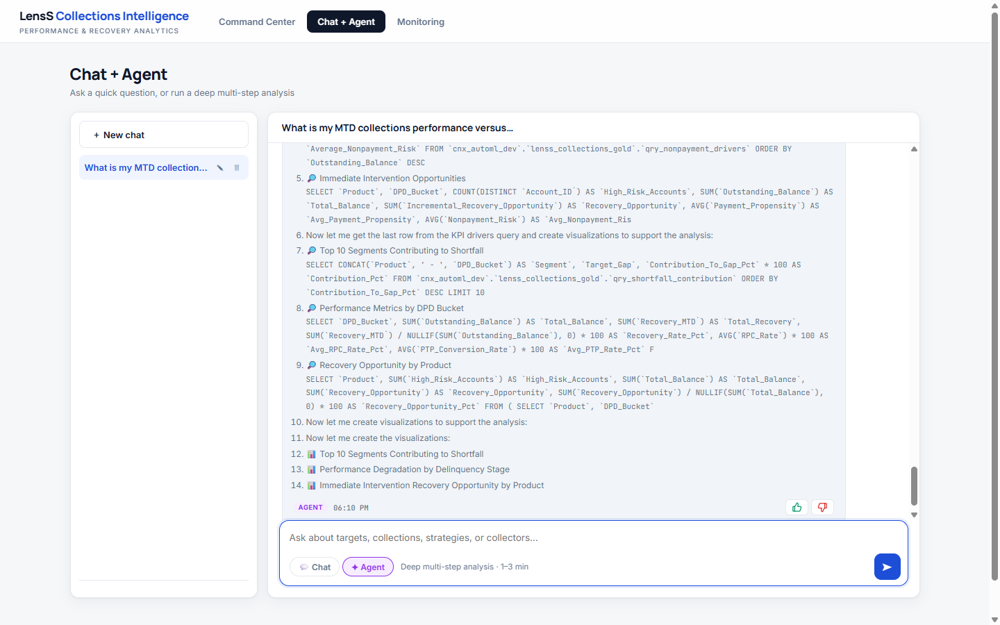 LensS Collections Intelligence
PERFORMANCE & RECOVERY ANALYTICS
Command Center
Chat + Agent
Monitoring
Chat + Agent
Ask a quick question, or run a deep multi-step analysis
+ New chat
What is my MTD collection...
What is my MTD collections performance versus...
`Average_Nonpayment_Risk` FROM `cnx_automl_dev`.`lenss_collections_gold`.`qry_nonpayment_drivers` ORDER BY
`Outstanding_Balance` DESC
5. Immediate Intervention Opportunities
SELECT `Product`, `DPD_Bucket`, COUNT(DISTINCT `Account_ID`) AS `High_Risk_Accounts`, SUM(`Outstanding_Balance`) AS
`Total_Balance`, SUM(`Incremental_Recovery_Opportunity`) AS `Recovery_Opportunity`, AVG(`Payment_Propensity`) AS
`Avg_Payment_Propensity`, AVG(`Nonpayment_Risk`) AS `Avg_Nonpayment_Ris
6. Now let me get the last row from the KPI drivers query and create visualizations to support the analysis:
7. Top 10 Segments Contributing to Shortfall
SELECT CONCAT(`Product`, ' - ', `DPD_Bucket`) AS `Segment`, `Target_Gap`, `Contribution_To_Gap_Pct` * 100 AS
`Contribution_Pct` FROM `cnx_automl_dev`.`lenss_collections_gold`.`qry_shortfall_contribution` ORDER BY
`Contribution_To_Gap_Pct` DESC LIMIT 10
8. Performance Metrics by DPD Bucket
SELECT `DPD_Bucket`, SUM(`Outstanding_Balance`) AS `Total_Balance`, SUM(`Recovery_MTD`) AS `Total_Recovery`,
SUM(`Recovery_MTD`) / NULLIF(SUM(`Outstanding_Balance`), 0) * 100 AS `Recovery_Rate_Pct`, AVG(`RPC_Rate`) * 100 AS
`Avg_RPC_Rate_Pct`, AVG(`PTP_Conversion_Rate`) * 100 AS `Avg_PTP_Rate_Pct` F
9. Recovery Opportunity by Product
SELECT `Product`, SUM(`High_Risk_Accounts`) AS `High_Risk_Accounts`, SUM(`Total_Balance`) AS `Total_Balance`,
SUM(`Recovery_Opportunity`) AS `Recovery_Opportunity`, SUM(`Recovery_Opportunity`) / NULLIF(SUM(`Total_Balance`),
0) * 100 AS `Recovery_Opportunity_Pct` FROM ( SELECT `Product`, `DPD_Bucket`
10. Now let me create visualizations to support the analysis:
11. Now let me create the visualizations:
12. Top 10 Segments Contributing to Shortfall
13. Performance Degradation by Delinquency Stage
14. Immediate Intervention Recovery Opportunity by Product
AGENT 06:10 PM
Ask about targets, collections, strategies, or collectors...
Chat
Agent
Deep multi-step analysis · 1–3 min